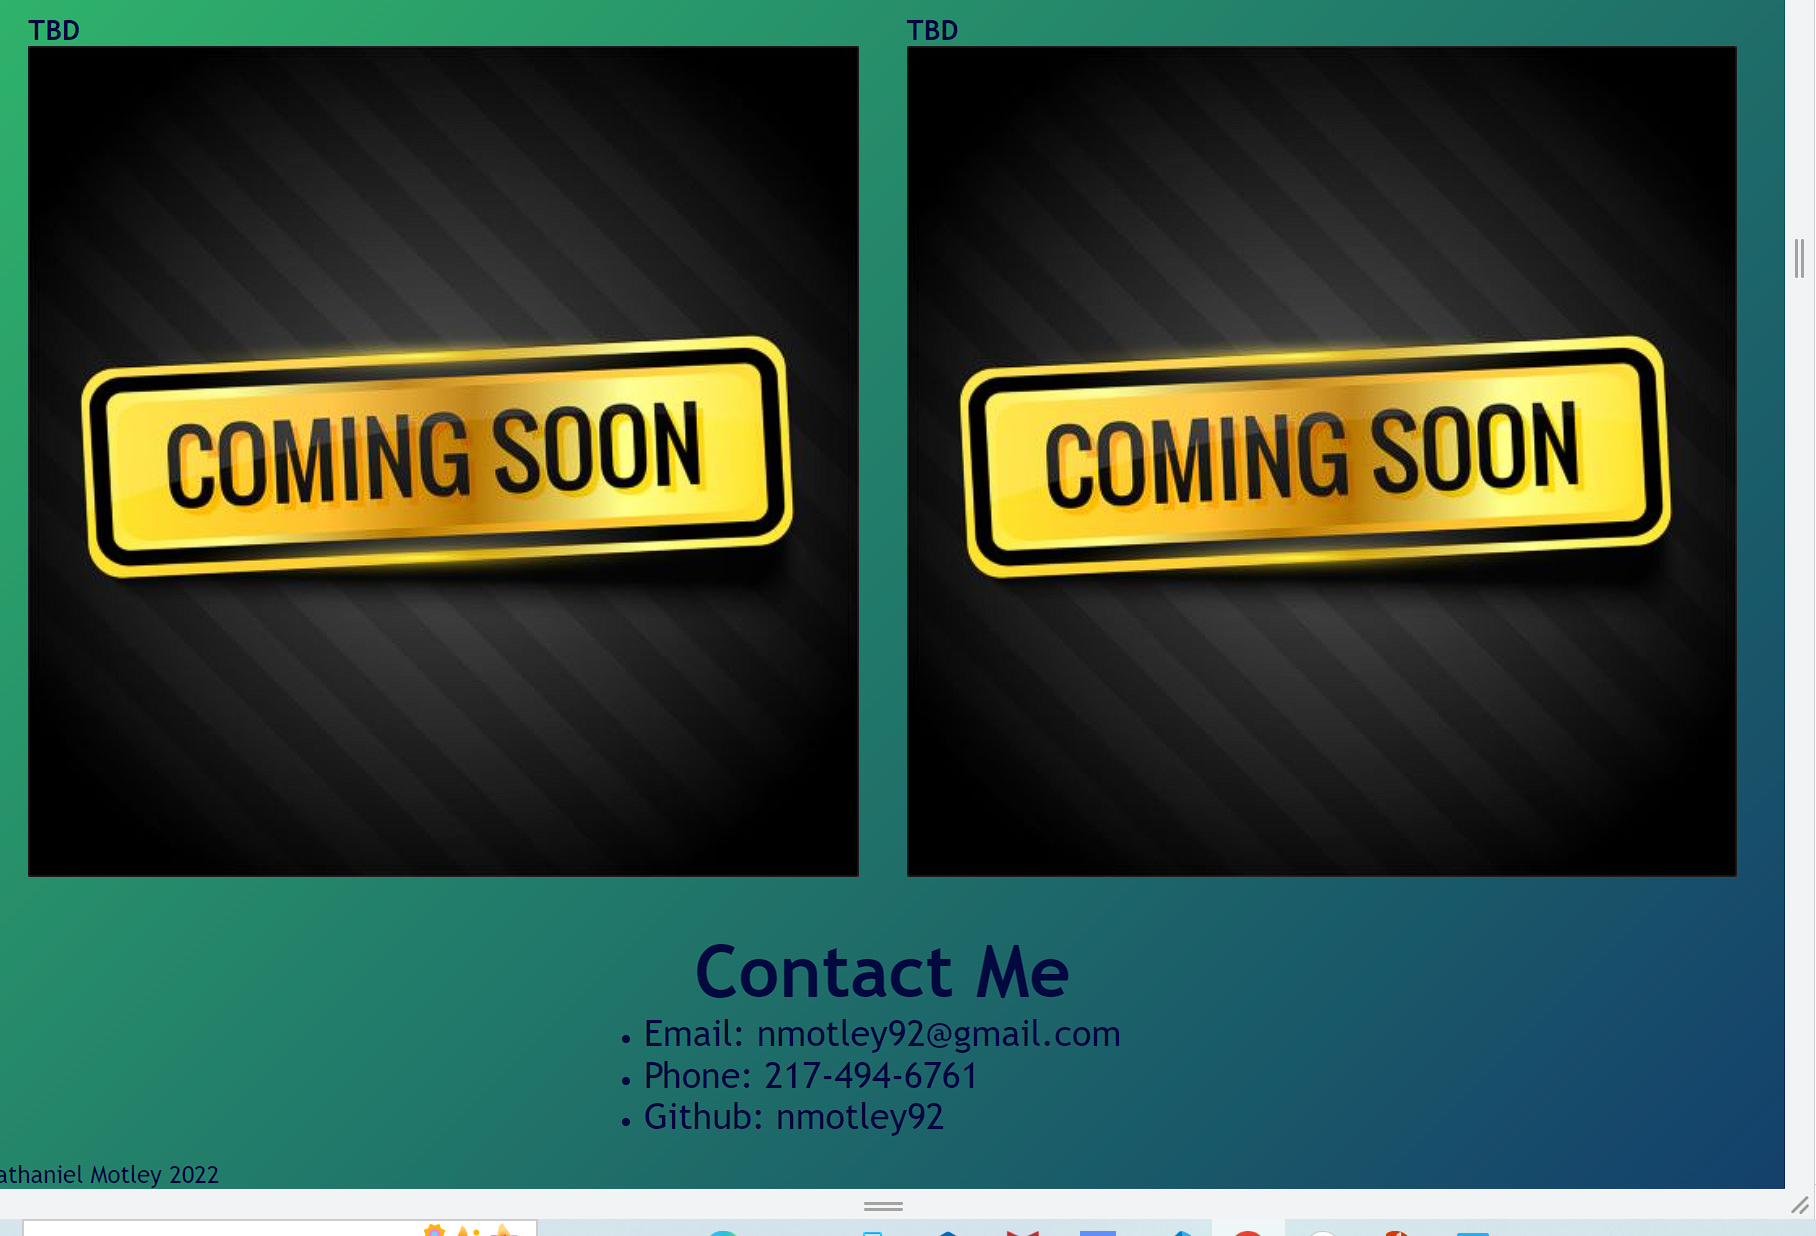 TBD
TBD
COMING SOON
COMING SOON
Contact Me
• Email: nmotley92@gmail.com
• Phone: 217-494-6761
• Github: nmotley92
athaniel Motley 2022